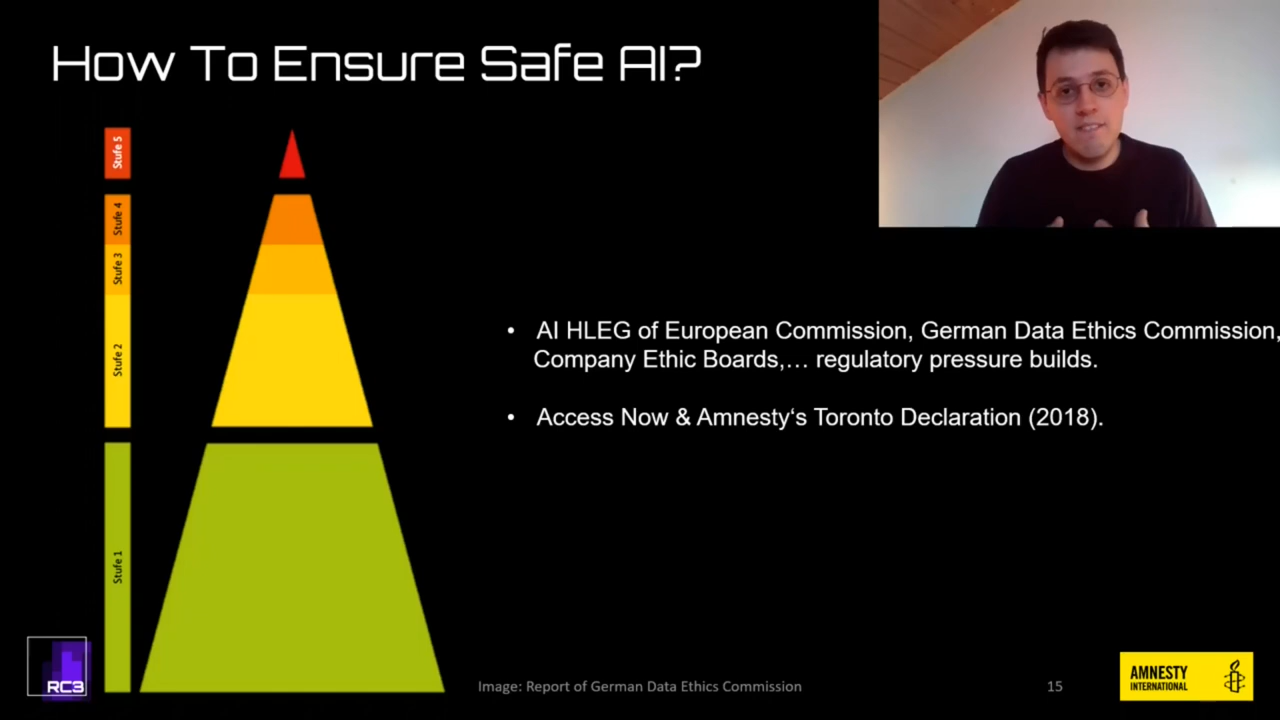 How To Ensure Safe AI?
Stufe 5
Stufe 4
Stufe 3
Stufe 2
Stufe 1
• AI HLEG of European Commission, German Data Ethics Commission,
Company Ethic Boards,… regulatory pressure builds.
• Access Now & Amnesty‘s Toronto Declaration (2018).
RC3
Image: Report of German Data Ethics Commission
15
AMNESTY
INTERNATIONAL